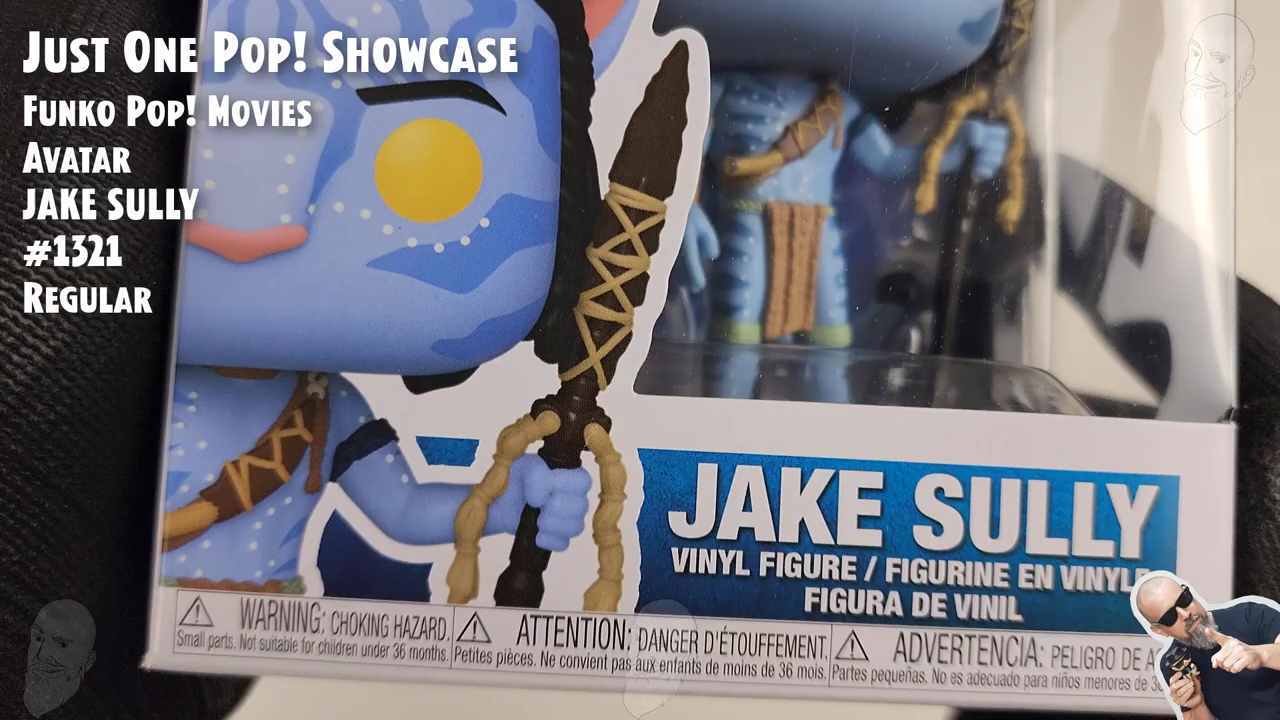 Just One Pop! Showcase
Funko Pop! Movies
Avatar
JAKE SULLY
#1321
Regular
JAKE SULLY
VINYL FIGURE / FIGURINE EN VINYLE
FIGURA DE VINIL
WARNING: CHOKING HAZARD.
Small parts. Not suitable for children under 36 months.
ATTENTION: DANGER D'ÉTOUFFEMENT.
Petites pièces. Ne convient pas aux enfants de moins de 36 mois.
ADVERTENCIA: PELIGRO DE
Partes pequeñas. No es adecuado para niños menores de